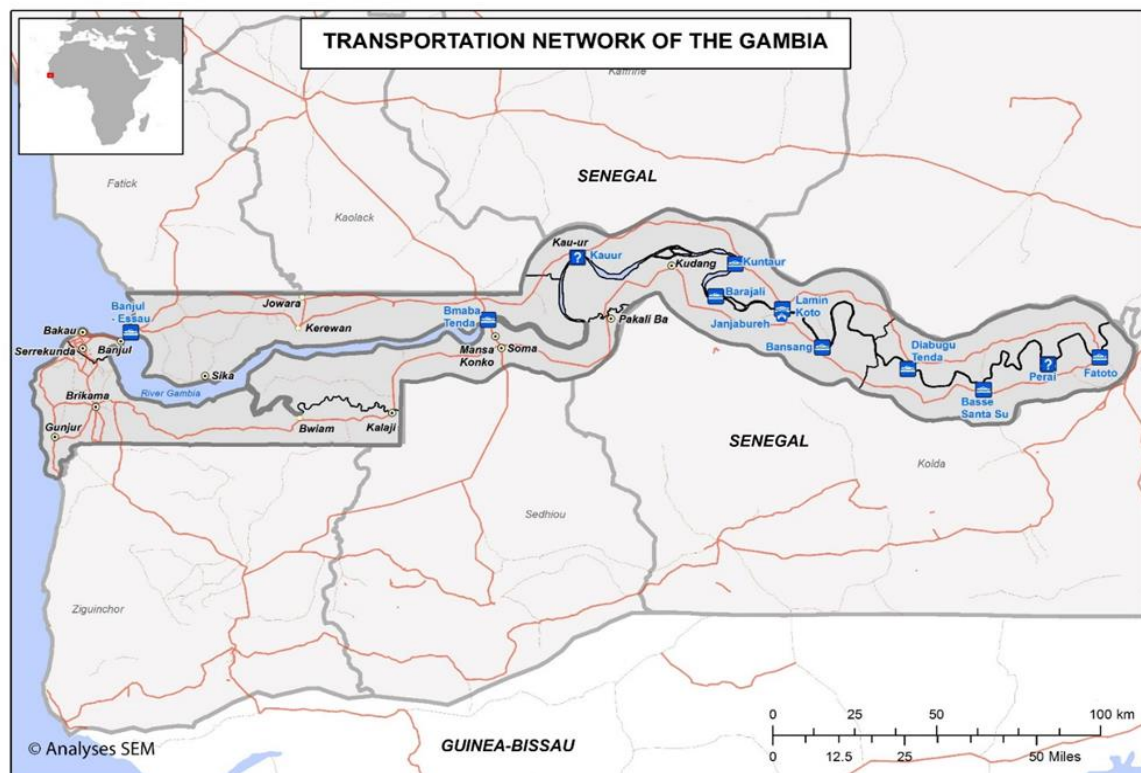 TRANSPORTATION NETWORK OF THE GAMBIA
Kaffrine
SENEGAL
Fatick
Kaolack
Kau-ur
?
Kauur
Kudang
Kuntaur
Barajali
Lamin
Koto
Janjabureh
Jowara
Kerewan
Banjul
- Essau
Bmaba
Tenda
Pakali Ba
Bakau
Serrekunda
Banjul
Mansa
Konko
Soma
Bansang
Diabugu
Tenda
?
Perai
Fatoto
Sika
River Gambia
Brikama
Basse
Santa Su
Gunjur
Bwiam
Kalaji
SENEGAL
Kolda
Sedhiou
Ziguinchor
0 25 50 100 km
0 12.5 25 50 Miles
© Analyses SEM
GUINEA-BISSAU